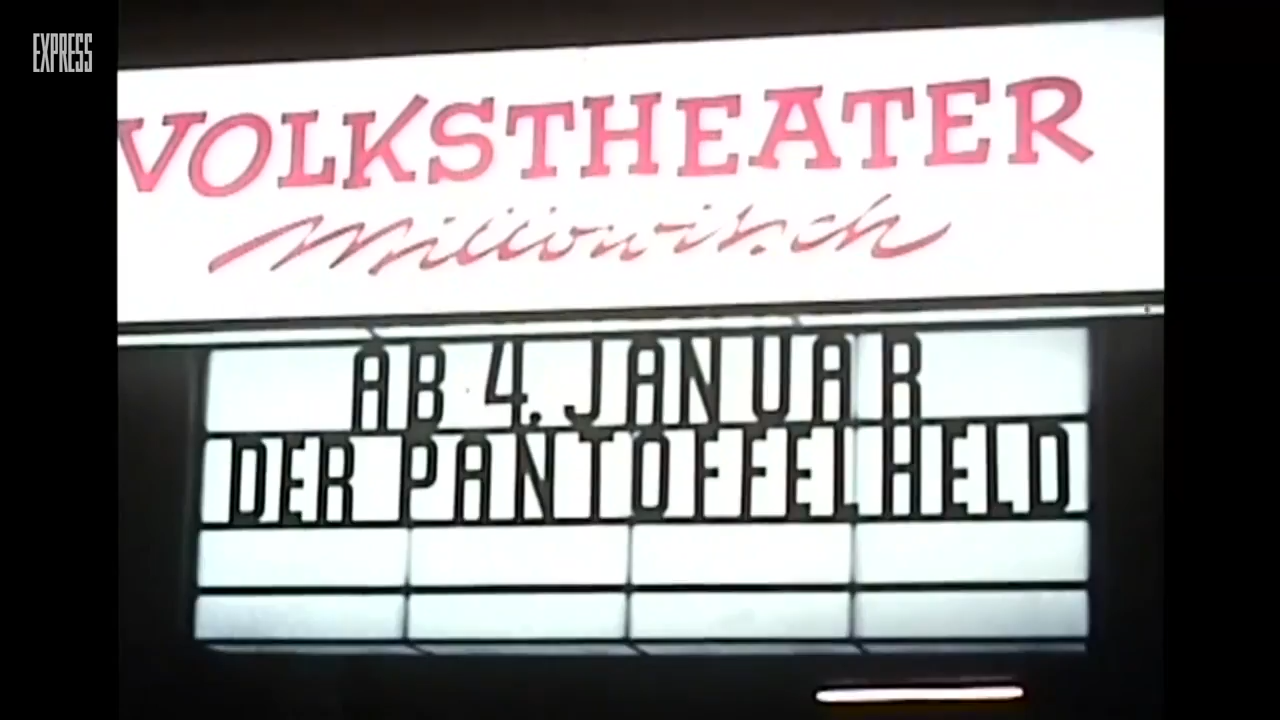 EXPRESS
VOLKSTHEATER
Millowitsch
AB 4. JANUAR
DER PANTOFFELHELD